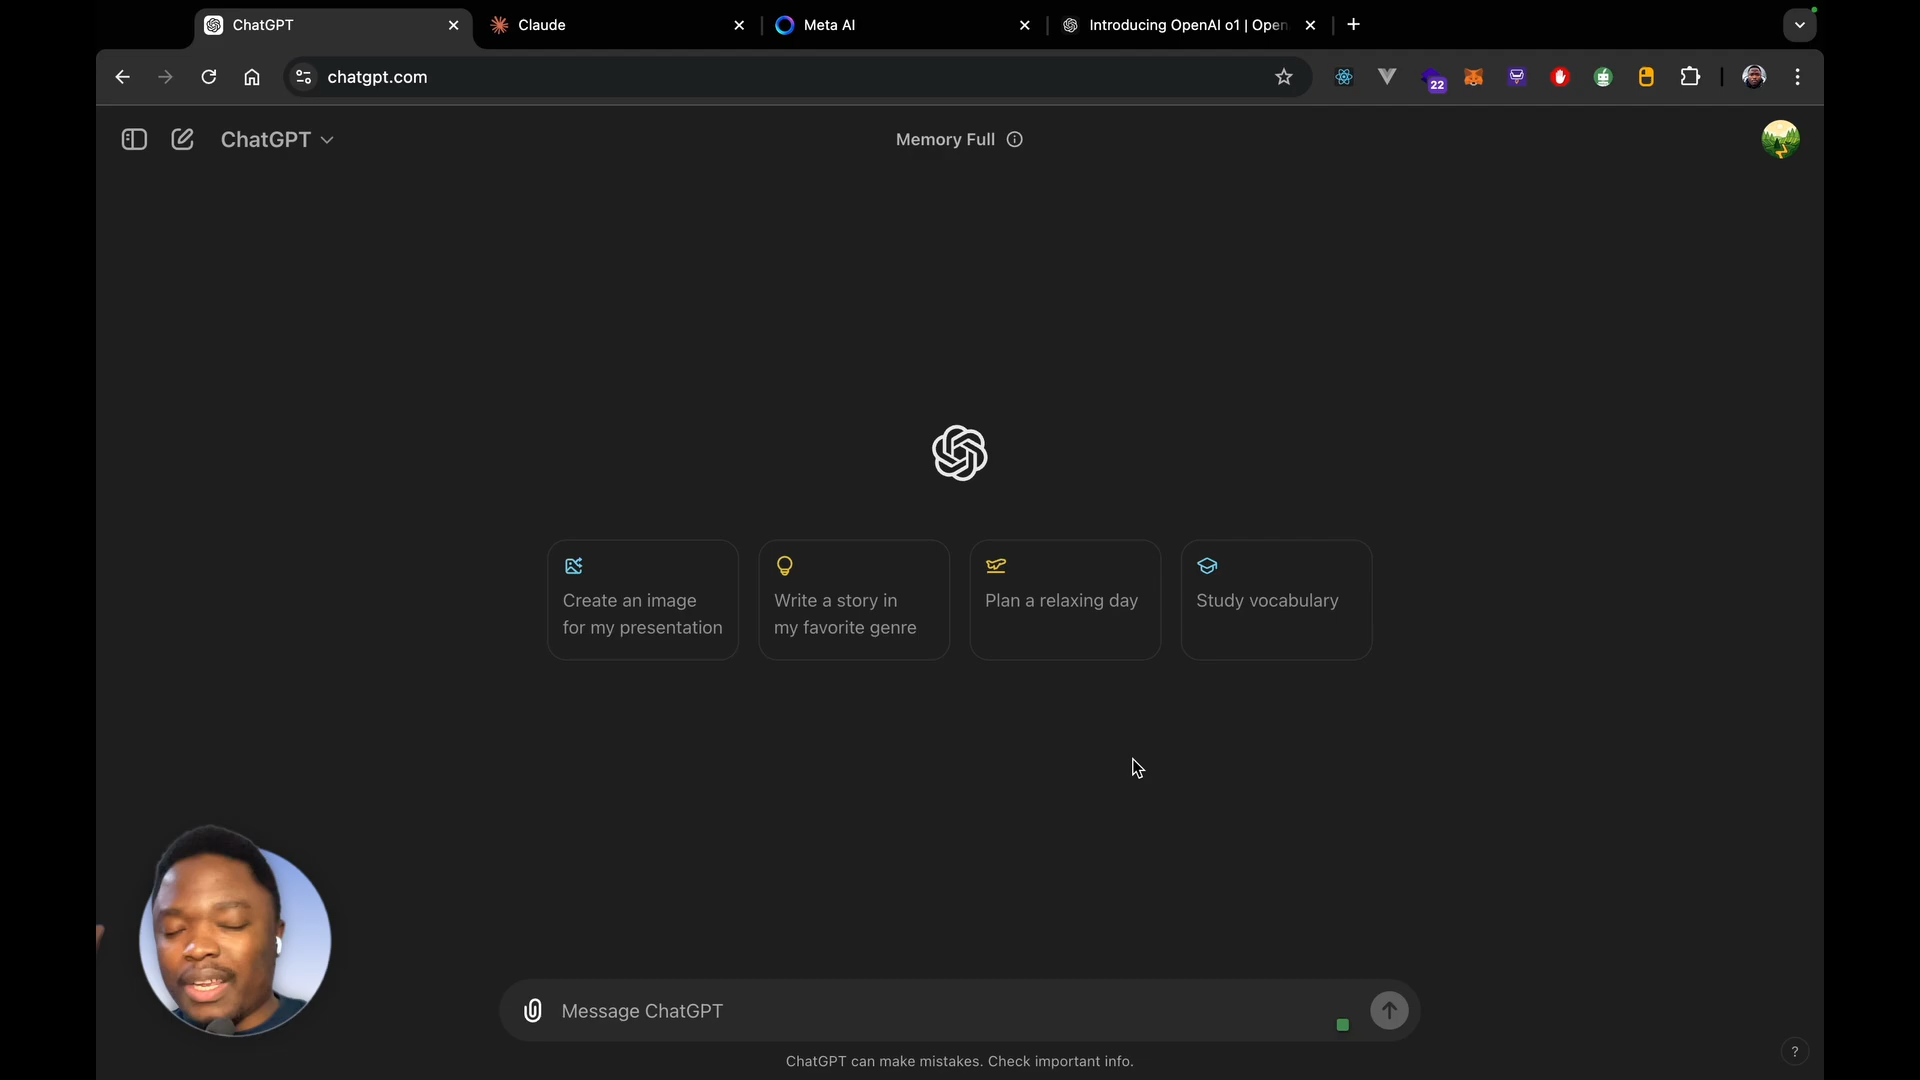 ChatGPT
Claude
Meta AI
Introducing OpenAI o1 | Open
chatgpt.com
22
ChatGPT
Memory Full
Create an image
for my presentation
Write a story in
my favorite genre
Plan a relaxing day
Study vocabulary
Message ChatGPT
ChatGPT can make mistakes. Check important info.
?